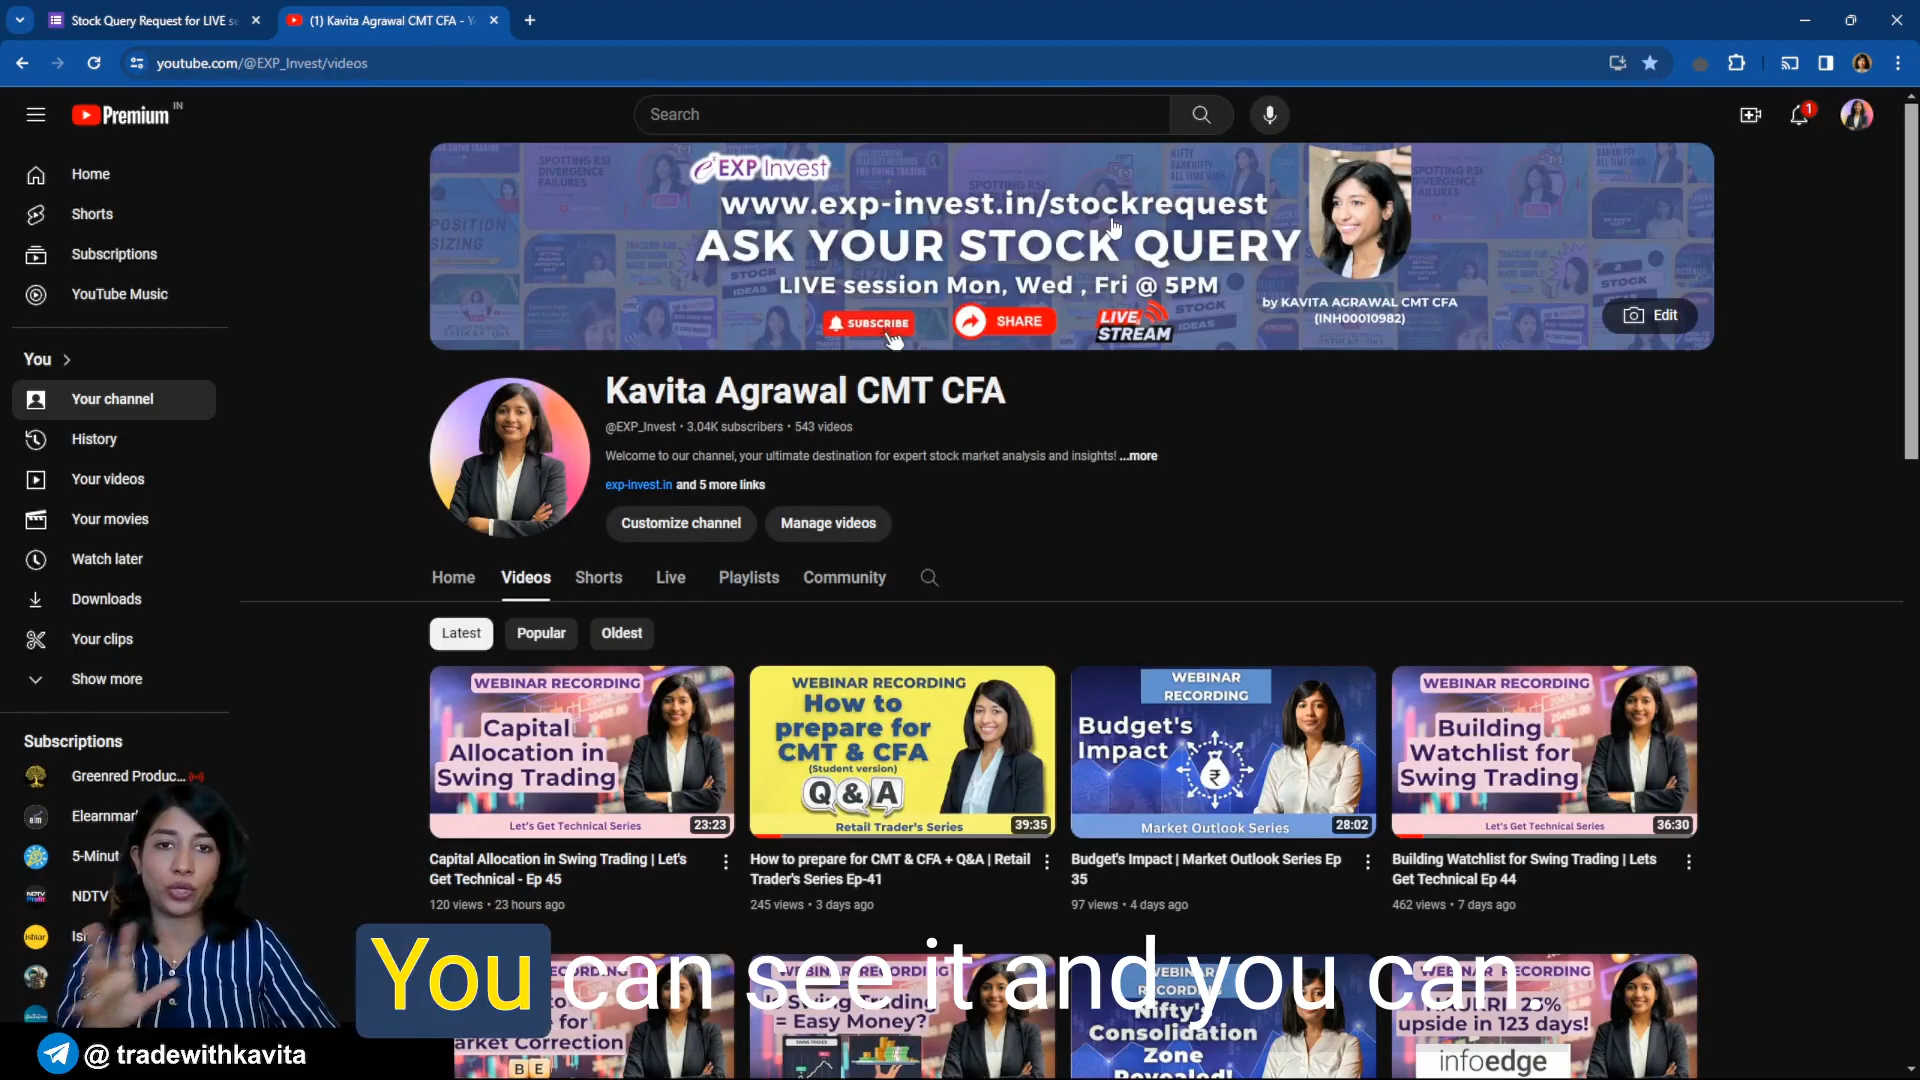 Stock Query Request for LIVE se
(1) Kavita Agrawal CMT CFA - Y
youtube.com/@EXP_Invest/videos
Premium IN
Search
1
Home
Shorts
Subscriptions
YouTube Music
You
Your channel
History
Your videos
Your movies
Watch later
Downloads
Your clips
Show more
Subscriptions
Greenred Produc...
Elearnmar
5-Minut
NDTV
EXP Invest
www.exp-invest.in/stockrequest
ASK YOUR STOCK QUERY
LIVE session Mon, Wed , Fri @ 5PM
SUBSCRIBE
SHARE
LIVE
STREAM
by KAVITA AGRAWAL CMT CFA
(INH00010982)
Edit
Kavita Agrawal CMT CFA
@EXP_Invest • 3.04K subscribers • 543 videos
Welcome to our channel, your ultimate destination for expert stock market analysis and insights! ...more
exp-invest.in and 5 more links
Customize channel
Manage videos
Home
Videos
Shorts
Live
Playlists
Community
Latest
Popular
Oldest
WEBINAR RECORDING
Capital
Allocation in
Swing Trading
Let's Get Technical Series
23:23
Capital Allocation in Swing Trading | Let's
Get Technical - Ep 45
120 views • 23 hours ago
WEBINAR RECORDING
How to
prepare for
CMT & CFA
(Student version)
Q & A
Retail Trader's Series
39:35
How to prepare for CMT & CFA + Q&A | Retail
Trader's Series Ep-41
245 views • 3 days ago
WEBINAR
RECORDING
Budget's
Impact
Market Outlook Series
28:02
Budget's Impact | Market Outlook Series Ep
35
97 views • 4 days ago
WEBINAR RECORDING
Building
Watchlist for
Swing Trading
Let's Get Technical Series
36:30
Building Watchlist for Swing Trading | Lets
Get Technical Ep 44
462 views • 7 days ago
You can see it and you can.
Swing Trading
= Easy Money?
Nifty's
Consolidation
Zone
Revealed!
upside in 123 days!
infoedge
@ tradewithkavita